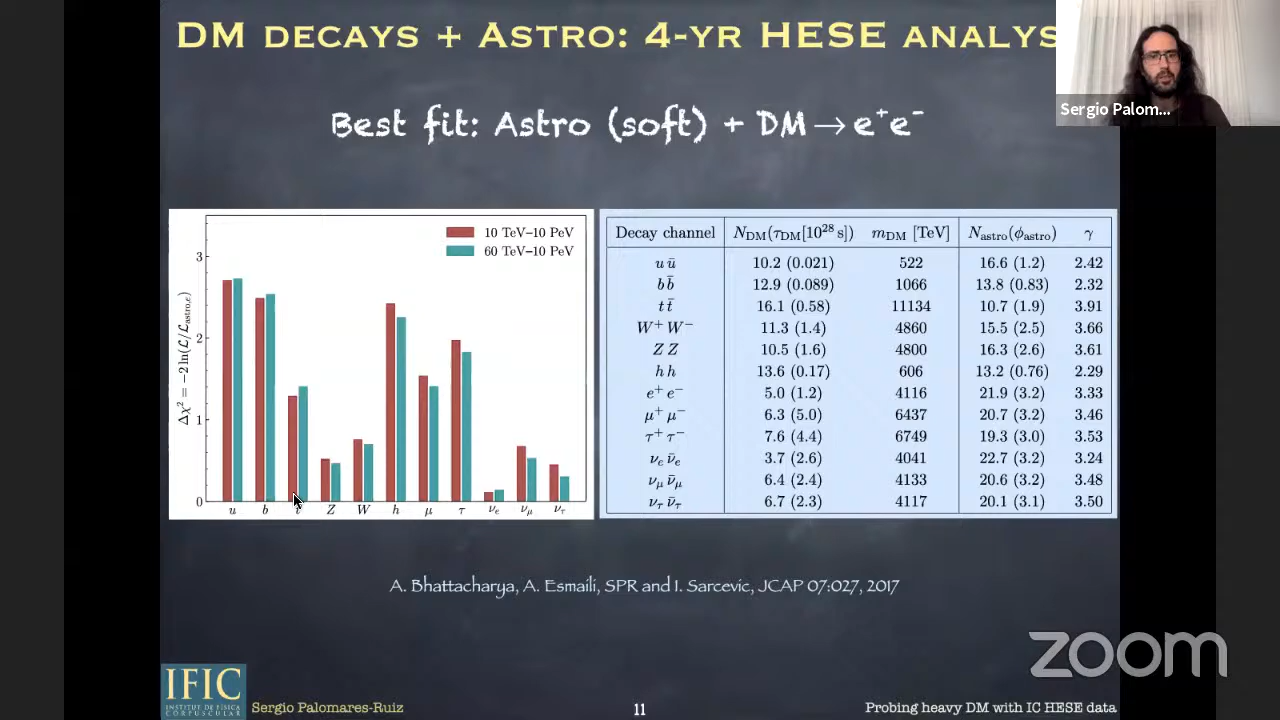 DM DECAYS + ASTRO: 4-YR HESE ANALYS
Sergio Palom...
Best fit: Astro (soft) + DM → e⁺e⁻
10 TeV–10 PeV
60 TeV–10 PeV
Δχ² = −2 ln(ℒ/ℒastro,e)
3
2
1
0
u b t Z W h μ τ νₑ ν_μ ν_τ
Decay channel N_DM(τ_DM[10²⁸ s]) m_DM [TeV] N_astro(ϕ_astro) γ
u ū 10.2 (0.021) 522 16.6 (1.2) 2.42
b b̄ 12.9 (0.089) 1066 13.8 (0.83) 2.32
t t̄ 16.1 (0.58) 11134 10.7 (1.9) 3.91
W⁺ W⁻ 11.3 (1.4) 4860 15.5 (2.5) 3.66
Z Z 10.5 (1.6) 4800 16.3 (2.6) 3.61
h h 13.6 (0.17) 606 13.2 (0.76) 2.29
e⁺ e⁻ 5.0 (1.2) 4116 21.9 (3.2) 3.33
μ⁺ μ⁻ 6.3 (5.0) 6437 20.7 (3.2) 3.46
τ⁺ τ⁻ 7.6 (4.4) 6749 19.3 (3.0) 3.53
νₑ ν̄ₑ 3.7 (2.6) 4041 22.7 (3.2) 3.24
ν_μ ν̄_μ 6.4 (2.4) 4133 20.6 (3.2) 3.48
ν_τ ν̄_τ 6.7 (2.3) 4117 20.1 (3.1) 3.50
A. Bhattacharya, A. Esmaili, SPR and I. Sarcevic, JCAP 07:027, 2017
zoom
IFIC
INSTITUT DE FÍSICA
CORPUSCULAR
Sergio Palomares-Ruiz
11
Probing heavy DM with IC HESE data